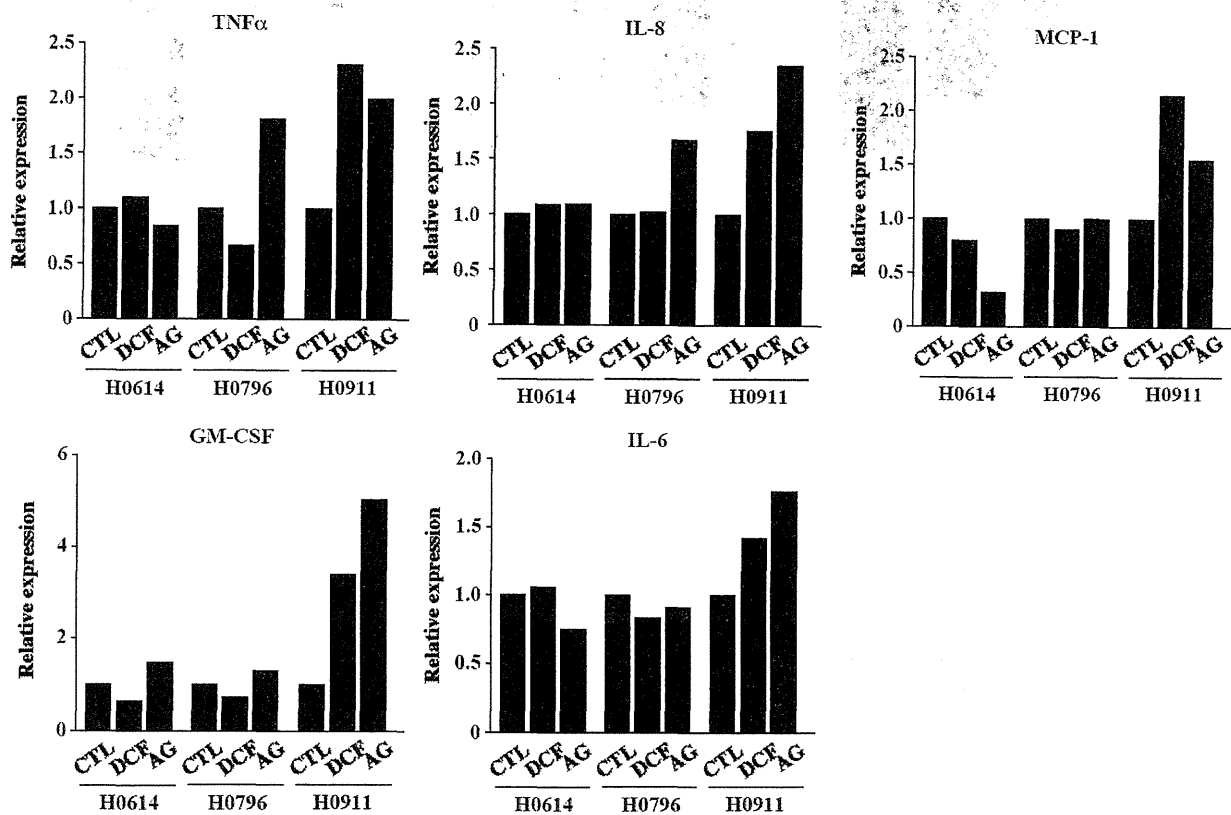 TNFα
Relative expression
2.5
2.0
1.5
1.0
0.5
0
CTL DCF AG CTL DCF AG CTL DCF AG
H0614 H0796 H0911
IL-8
Relative expression
2.5
2.0
1.5
1.0
0.5
0
CTL DCF AG CTL DCF AG CTL DCF AG
H0614 H0796 H0911
MCP-1
Relative expression
2.5
2.0
1.5
1.0
0.5
0
CTL DCF AG CTL DCF AG CTL DCF AG
H0614 H0796 H0911
GM-CSF
Relative expression
6
4
2
0
CTL DCF AG CTL DCF AG CTL DCF AG
H0614 H0796 H0911
IL-6
Relative expression
2.0
1.5
1.0
0.5
0
CTL DCF AG CTL DCF AG CTL DCF AG
H0614 H0796 H0911